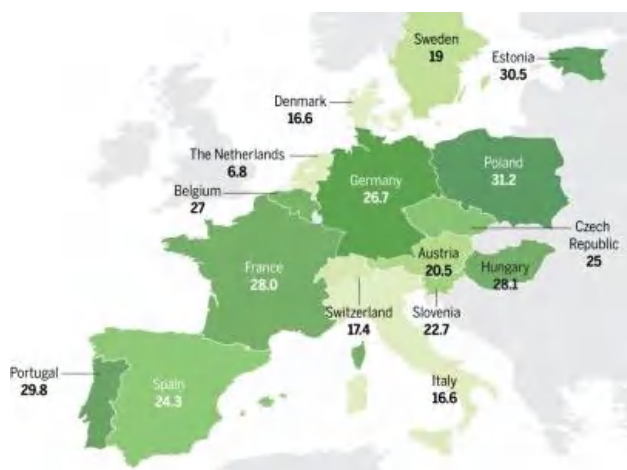 Sweden
19
Estonia
30.5
Denmark
16.6
The Netherlands
6.8
Belgium
27
Germany
26.7
Poland
31.2
Czech
Republic
25
France
28.0
Austria
20.5
Hungary
28.1
Switzerland
17.4
Slovenia
22.7
Portugal
29.8
Spain
24.3
Italy
16.6